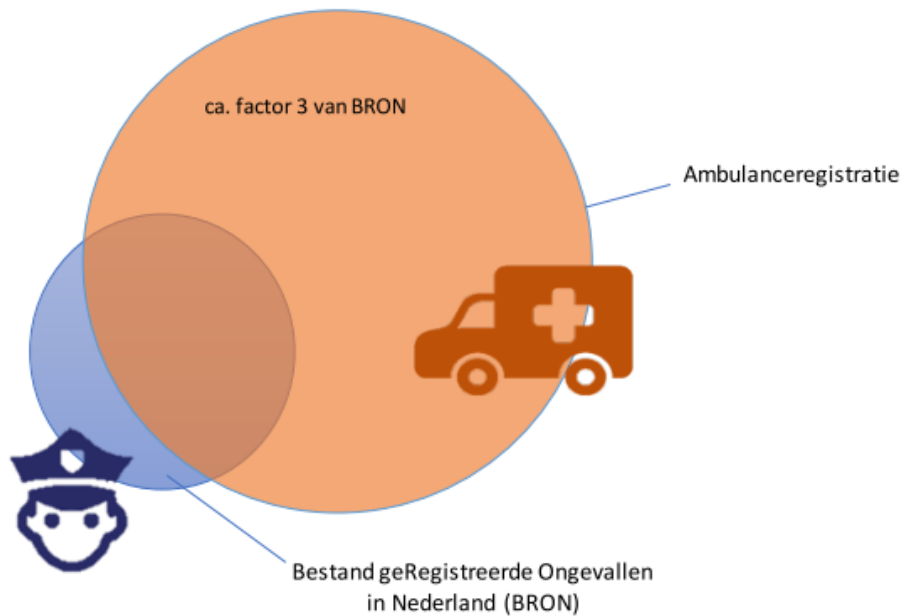 ca. factor 3 van BRON
Ambulanceregistratie
Bestand geRegistreerde Ongevallen
in Nederland (BRON)